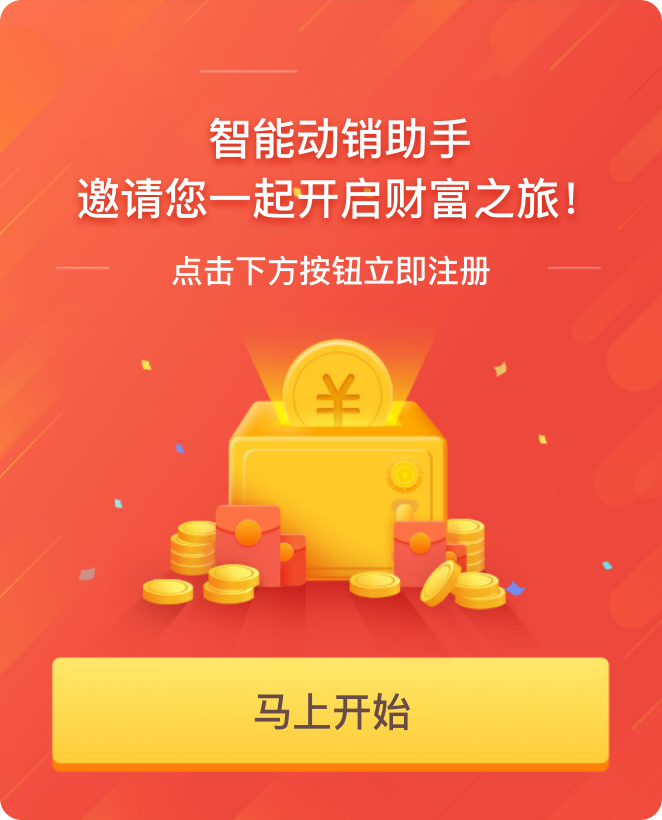 智能动销助手
邀请您一起开启财富之旅！
点击下方按钮立即注册
¥
马上开始